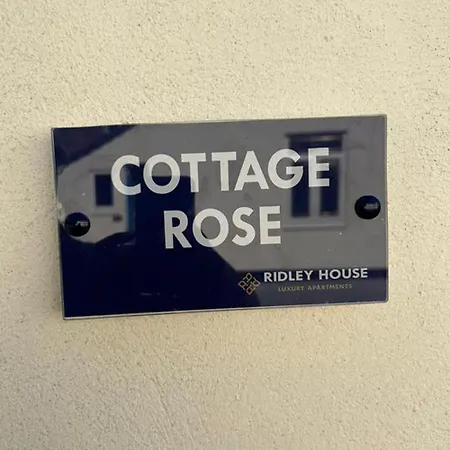 COTTAGE
ROSE
RIDLEY HOUSE
LUXURY APARTMENTS